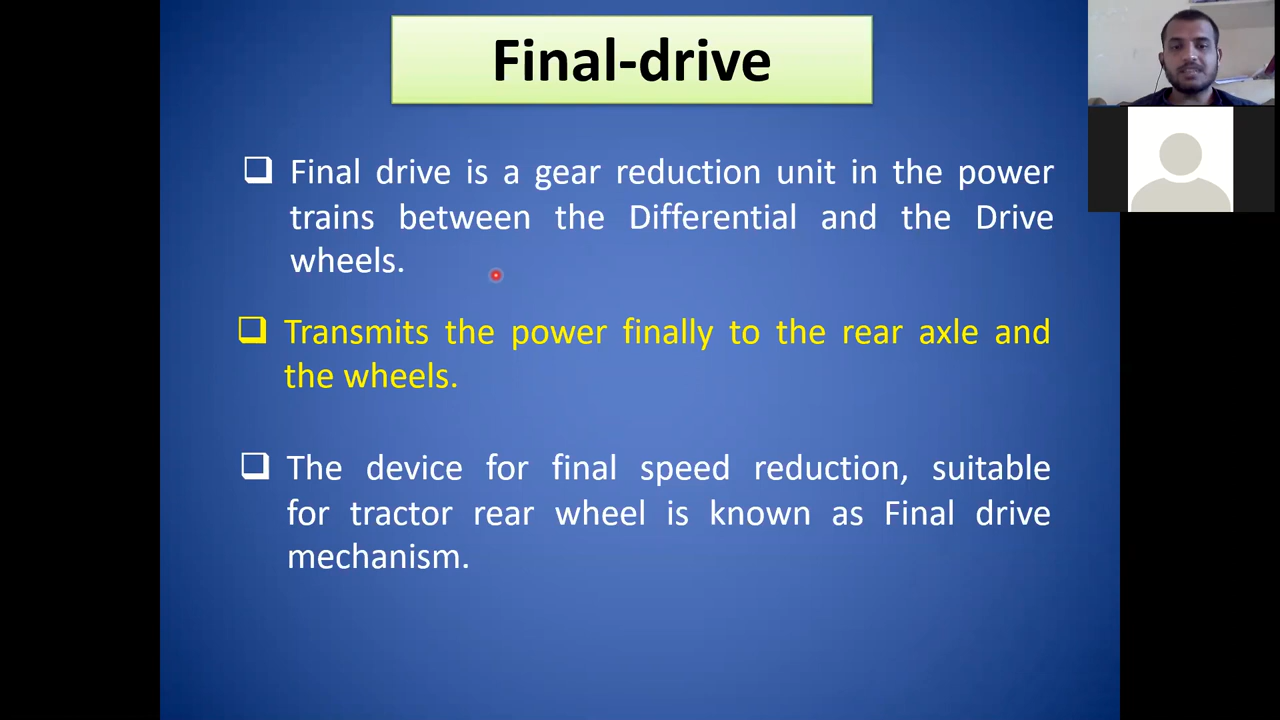 Final-drive
Final drive is a gear reduction unit in the power
trains between the Differential and the Drive
wheels.
Transmits the power finally to the rear axle and
the wheels.
The device for final speed reduction, suitable
for tractor rear wheel is known as Final drive
mechanism.